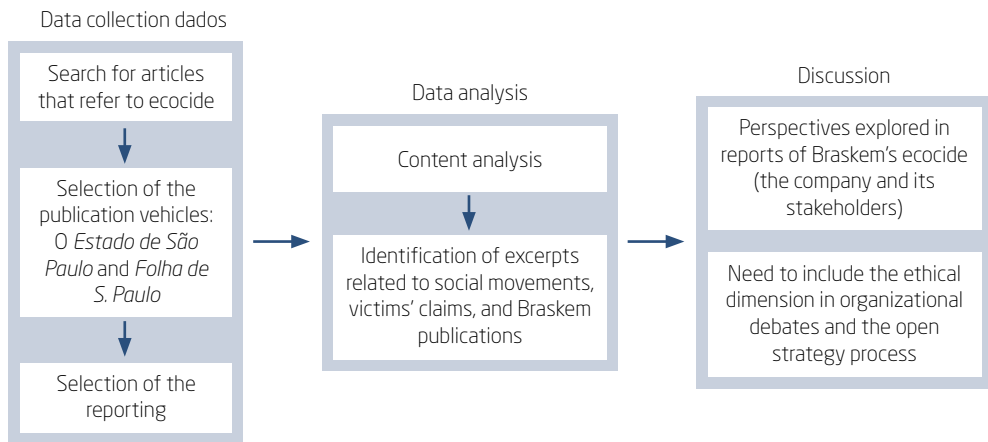 Data collection dados
Search for articles
that refer to ecocide
Selection of the
publication vehicles:
O Estado de São
Paulo and Folha de
S. Paulo
Selection of the
reporting
Data analysis
Content analysis
Identification of excerpts
related to social movements,
victims' claims, and Braskem
publications
Discussion
Perspectives explored in
reports of Braskem's ecocide
(the company and its
stakeholders)
Need to include the ethical
dimension in organizational
debates and the open
strategy process